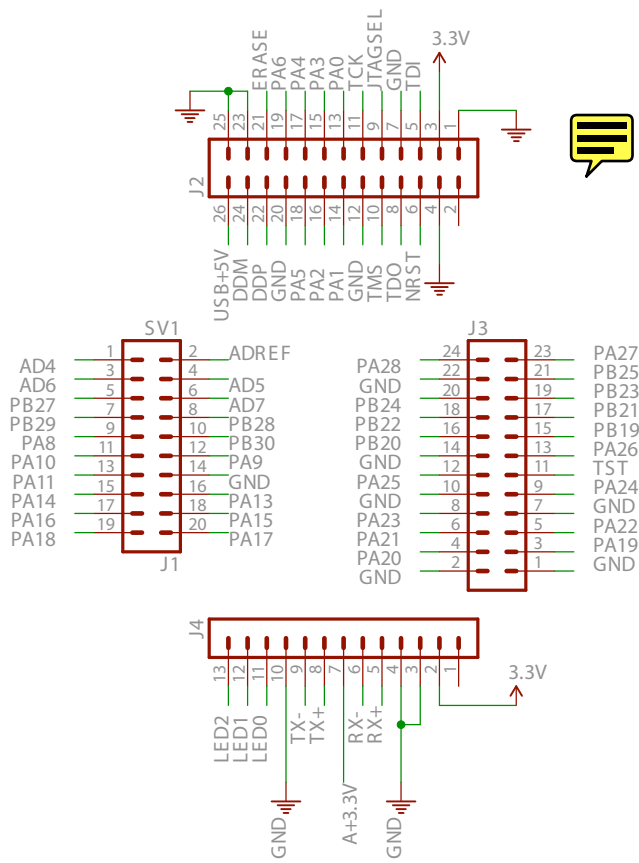 3.3V
ERASE
PA6
PA4
PA3
PA0
TCK
JTAGSEL
GND
TDI
25 23 21 19 17 15 13 11 9 7 5 3 1
J2
26 24 22 20 18 16 14 12 10 8 6 4 2
USB+5V
DDM
DDP
GND
PA5
PA2
PA1
GND
TMS
TDO
NRST
SV1
1 2 ADREF
AD4
3 4
AD6 AD5
5 6
PB27 AD7
7 8
PB29 PB28
9 10
PA8 PB30
11 12
PA10 PA9
13 14
PA11 GND
15 16
PA14 PA13
17 18
PA16 PA15
19 20
PA18 PA17
J1
J3
24 23 PA27
PA28
22 21 PB25
GND
20 19 PB23
PB24
18 17 PB21
PB22
16 15 PB19
PB20
14 13 PA26
GND
12 11 TST
PA25
10 9 PA24
GND
8 7 GND
PA23
6 5 PA22
PA21
4 3 PA19
PA20
2 1 GND
GND
J4
13 12 11 10 9 8 7 6 5 4 3 2 1
3.3V
LED2
LED1
LED0
TX-
TX+
RX-
RX+
GND
A+3.3V
GND